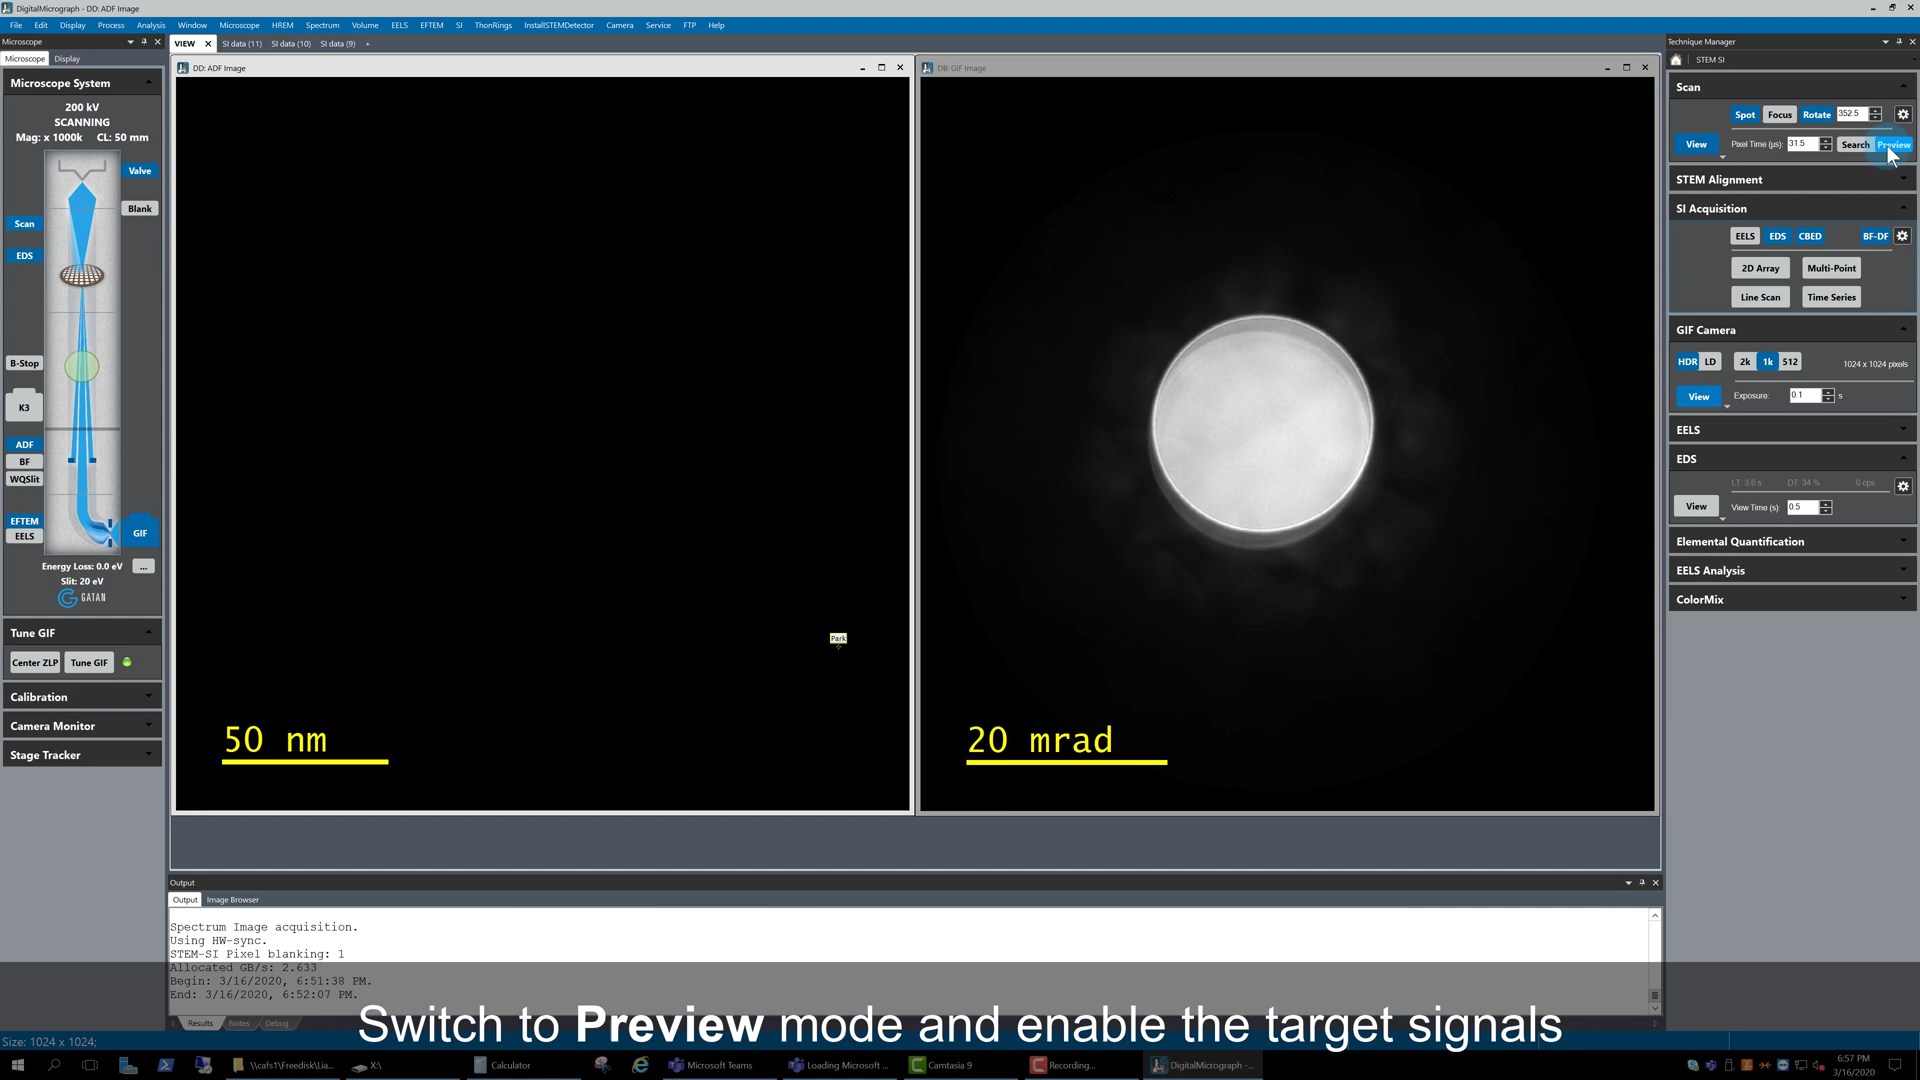 DigitalMicrograph - DD: ADF Image
File Edit Display Process Analysis Window Microscope HREM Spectrum Volume EELS EFTEM SI ThonRings InstallSTEMDetector Camera Service FTP Help
Microscope
Microscope Display
Microscope System
200 kV
SCANNING
Mag: x 1000k CL: 50 mm
Valve
Blank
Scan
EDS
B-Stop
K3
ADF
BF
WQSlit
EFTEM
EELS
GIF
Energy Loss: 0.0 eV ...
Slit: 20 eV
GATAN
Tune GIF
Center ZLP Tune GIF
Calibration
Camera Monitor
Stage Tracker
VIEW SI data (11) SI data (10) SI data (9) +
DD: ADF Image
Park
50 nm
DB: GIF Image
20 mrad
Technique Manager
STEM SI
Scan
Spot Focus Rotate 352.5
View Pixel Time (µs): 31.5 Search Preview
STEM Alignment
SI Acquisition
EELS EDS CBED BF-DF
2D Array Multi-Point
Line Scan Time Series
GIF Camera
HDR LD 2k 1k 512 1024 x 1024 pixels
View Exposure: 0.1 s
EELS
EDS
LT: 3.6 s DT: 34 % 0 cps
View View Time (s): 0.5
Elemental Quantification
EELS Analysis
ColorMix
Output
Output Image Browser
Spectrum Image acquisition.
Using HW-sync.
STEM-SI Pixel blanking: 1
Allocated GB/s: 2.633
Begin: 3/16/2020, 6:51:38 PM.
End: 3/16/2020, 6:52:07 PM.
Results Notes Debug
Switch to Preview mode and enable the target signals
Size: 1024 x 1024;
\\cafs1\Freedisk\Lia... X:\ Calculator Microsoft Teams Loading Microsoft ... Camtasia 9 Recording... DigitalMicrograph -...
6:57 PM
3/16/2020